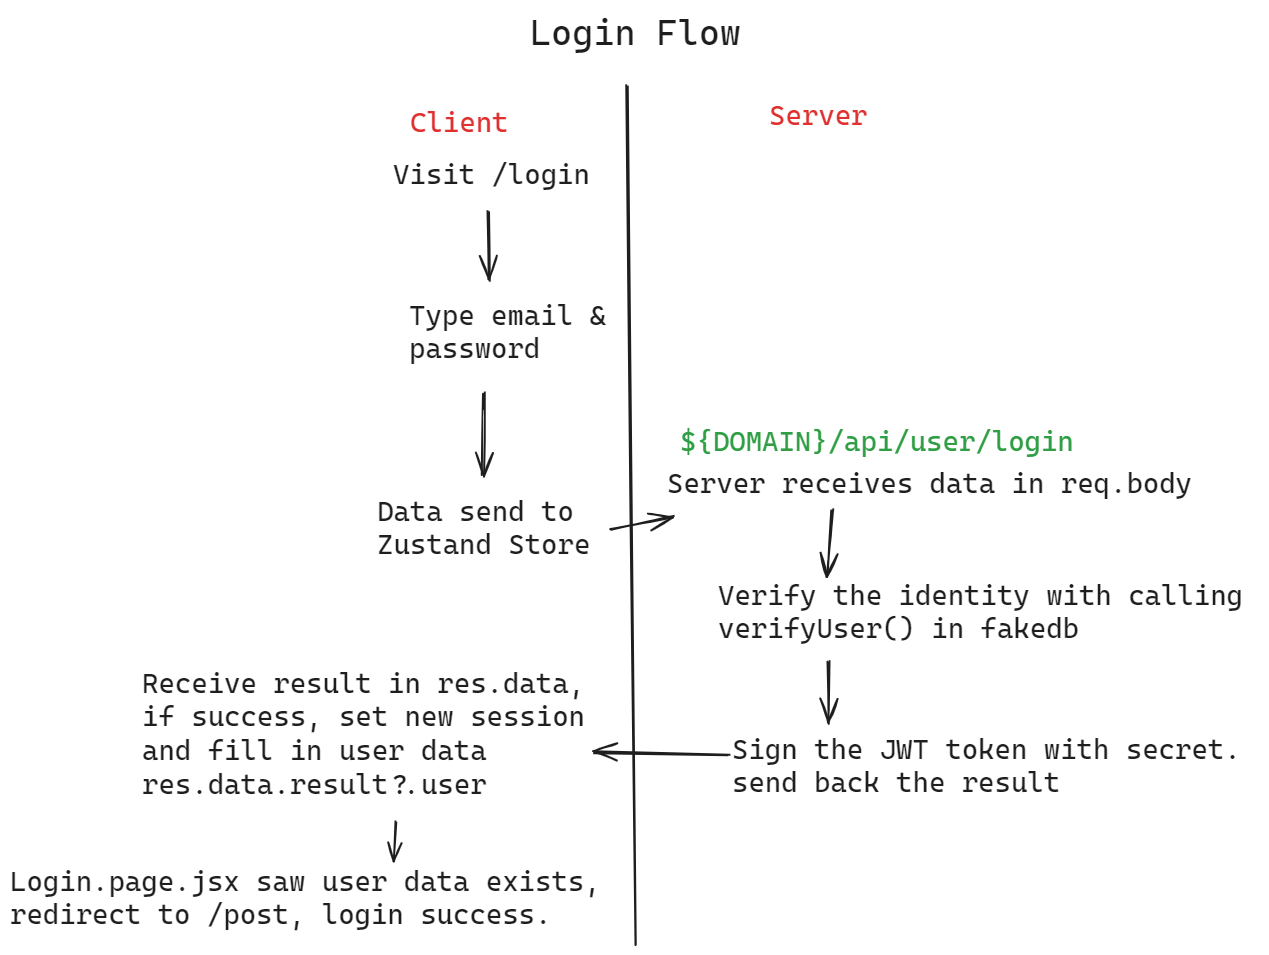 Login Flow
Client
Server
Visit /login
Type email &
password
Data send to
Zustand Store
${DOMAIN}/api/user/login
Server receives data in req.body
Verify the identity with calling
verifyUser() in fakedb
Sign the JWT token with secret.
send back the result
Receive result in res.data,
if success, set new session
and fill in user data
res.data.result?.user
Login.page.jsx saw user data exists,
redirect to /post, login success.